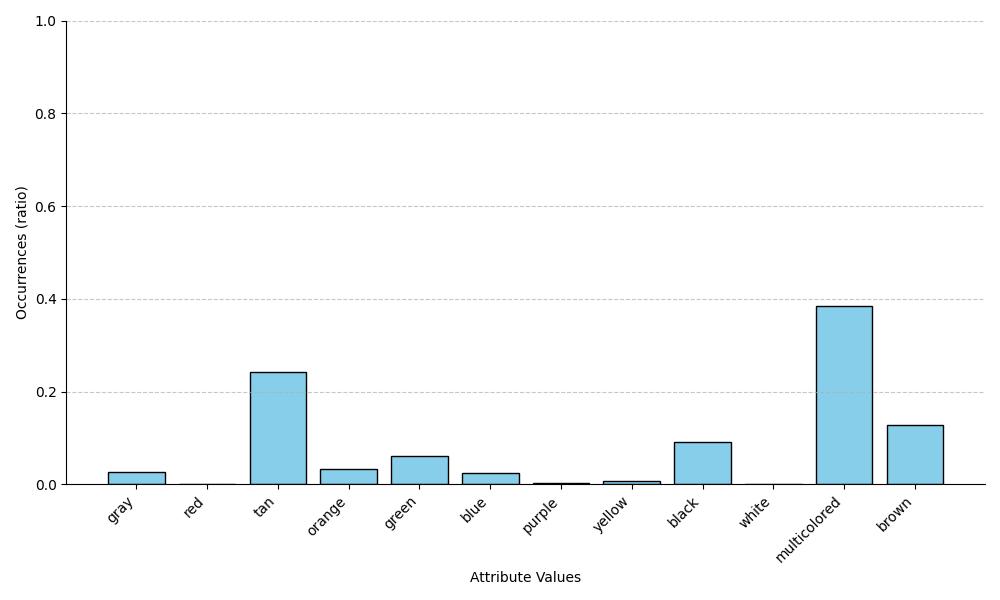 1.0
0.8
0.6
0.4
0.2
0.0
Occurrences (ratio)
gray
red
tan
orange
green
blue
purple
yellow
black
white
multicolored
brown
Attribute Values